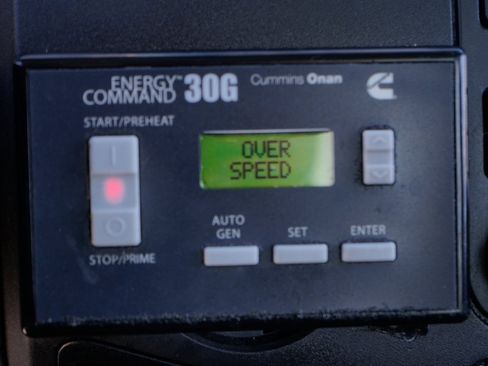 ENERGY™
COMMAND 30G
Cummins Onan
START/PREHEAT
I
OVER
SPEED
O
AUTO
GEN
SET
ENTER
STOP/PRIME